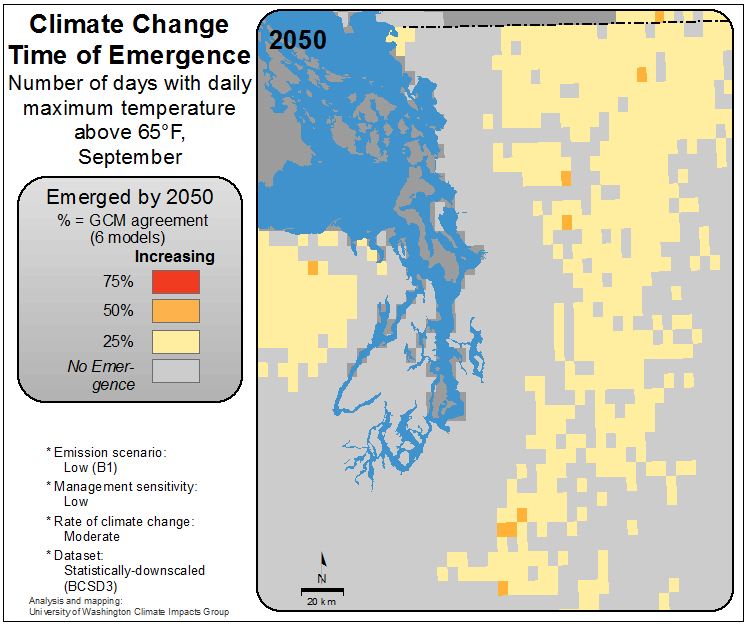 Climate Change
Time of Emergence
Number of days with daily
maximum temperature
above 65°F,
September
Emerged by 2050
% = GCM agreement
(6 models)
Increasing
75%
50%
25%
No Emer-
gence
* Emission scenario:
Low (B1)
* Management sensitivity:
Low
* Rate of climate change:
Moderate
* Dataset:
Statistically-downscaled
(BCSD3)
Analysis and mapping:
University of Washington Climate Impacts Group
2050
N
20 km